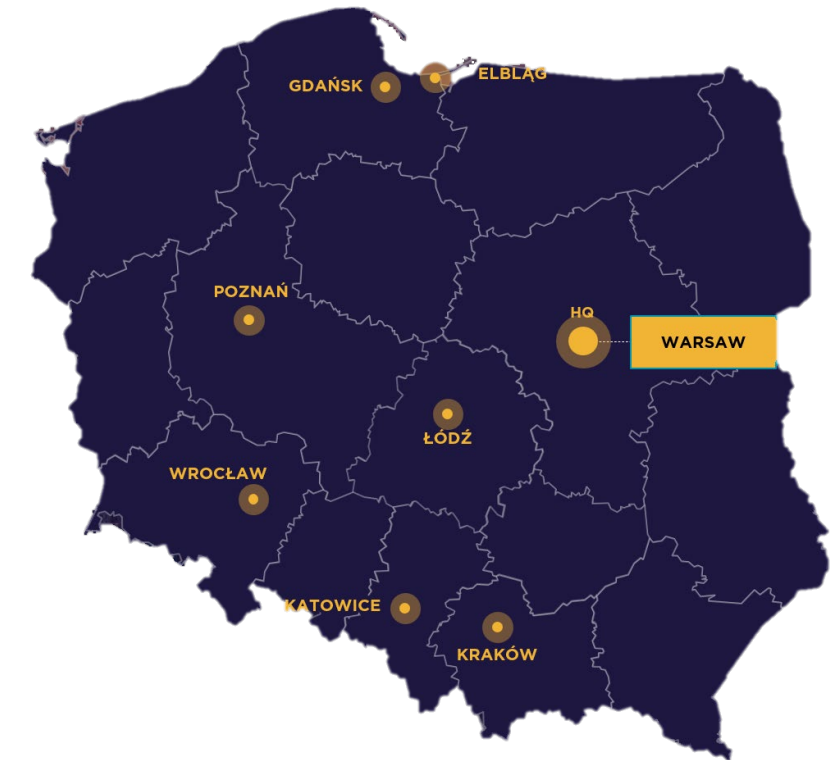 ELBLĄG
GDAŃSK
POZNAŃ
HQ
WARSAW
ŁÓDŹ
WROCŁAW
KATOWICE
KRAKÓW